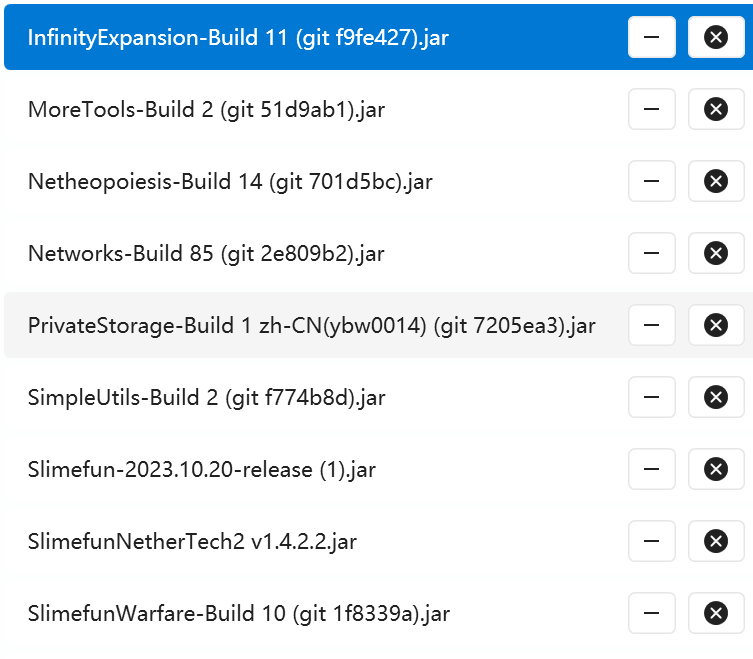 InfinityExpansion-Build 11 (git f9fe427).jar
MoreTools-Build 2 (git 51d9ab1).jar
Netheopoiesis-Build 14 (git 701d5bc).jar
Networks-Build 85 (git 2e809b2).jar
PrivateStorage-Build 1 zh-CN(ybw0014) (git 7205ea3).jar
SimpleUtils-Build 2 (git f774b8d).jar
Slimefun-2023.10.20-release (1).jar
SlimefunNetherTech2 v1.4.2.2.jar
SlimefunWarfare-Build 10 (git 1f8339a).jar